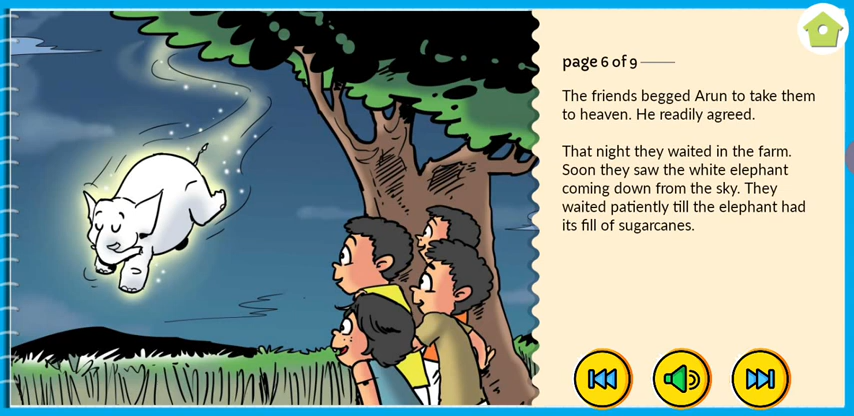 page 6 of 9
The friends begged Arun to take them
to heaven. He readily agreed.
That night they waited in the farm.
Soon they saw the white elephant
coming down from the sky. They
waited patiently till the elephant had
its fill of sugarcanes.